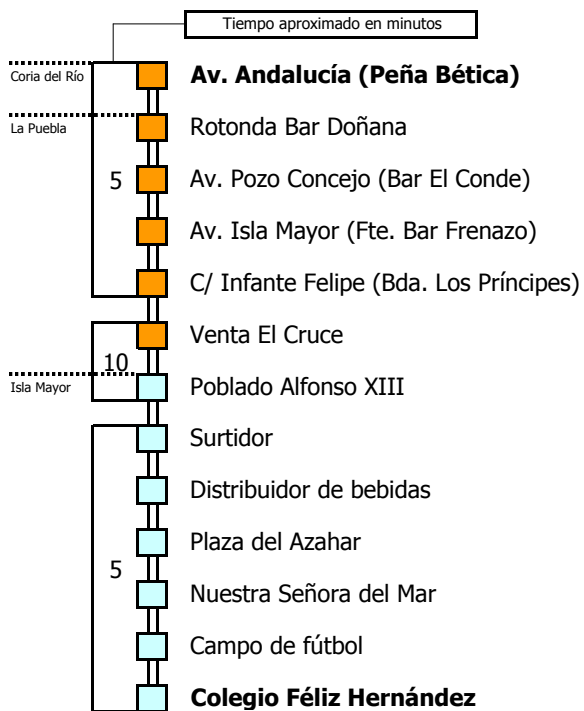 Tiempo aproximado en minutos
Coria del Río
Av. Andalucía (Peña Bética)
La Puebla
Rotonda Bar Doñana
5
Av. Pozo Concejo (Bar El Conde)
Av. Isla Mayor (Fte. Bar Frenazo)
C/ Infante Felipe (Bda. Los Príncipes)
Venta El Cruce
10
Isla Mayor
Poblado Alfonso XIII
Surtidor
Distribuidor de bebidas
Plaza del Azahar
5
Nuestra Señora del Mar
Campo de fútbol
Colegio Féliz Hernández